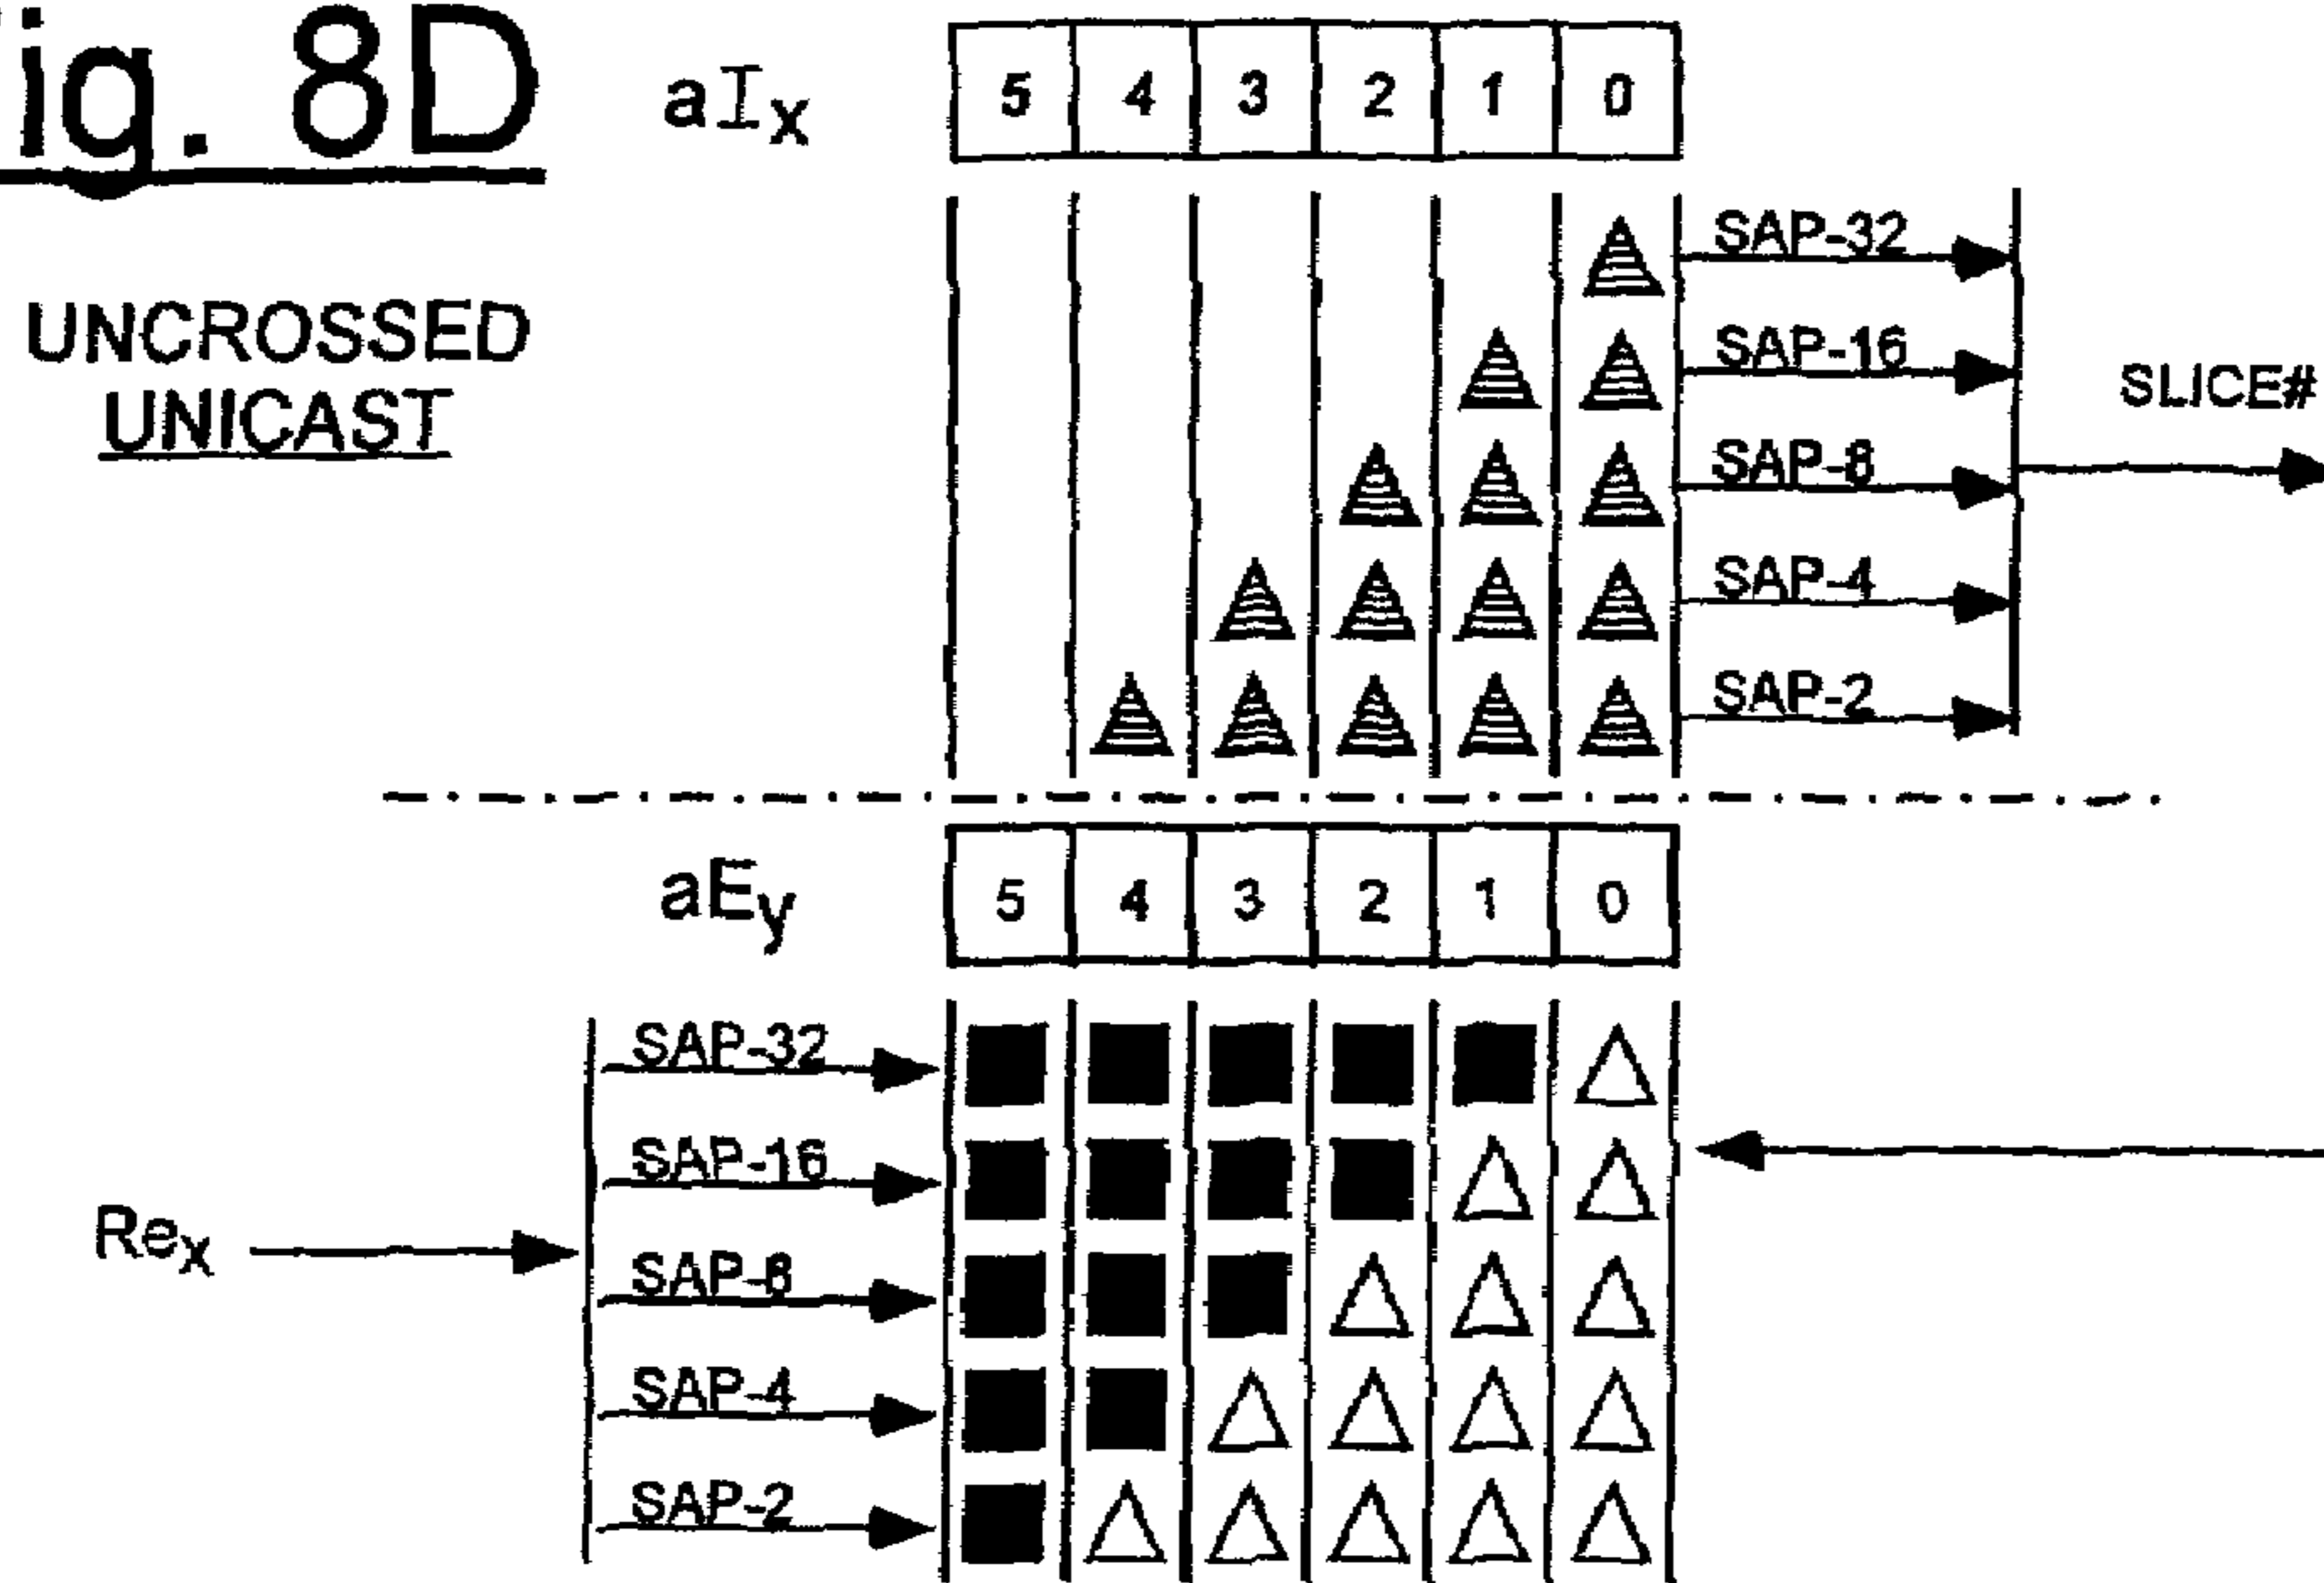 ig. 8D
aIx
5 4 3 2 1 0
UNCROSSED
UNICAST
SAP-32
SAP-16
SLICE#
SAP-8
SAP-4
SAP-2
aEy
5 4 3 2 1 0
SAP-32
SAP-16
Rex
SAP-8
SAP-4
SAP-2